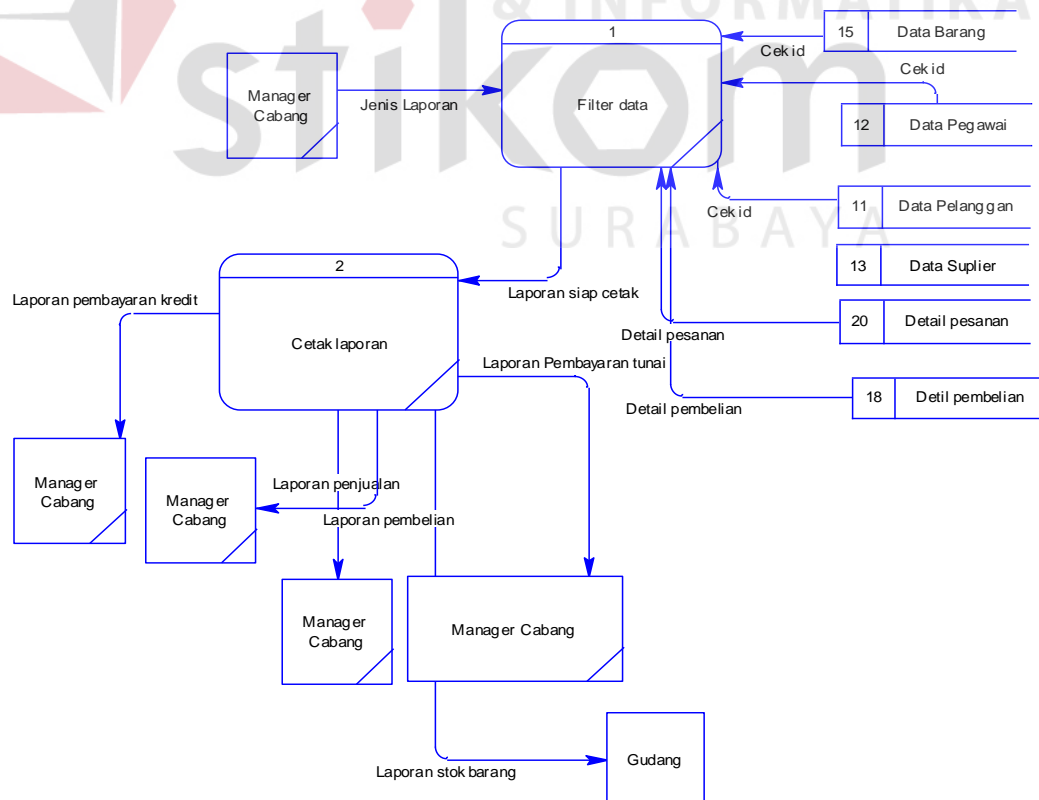 & INFORMATIKA
stikom
SURABAYA
1
Filter data
15 Data Barang
Cek id
Cek id
12 Data Pegawai
Manager
Cabang
Jenis Laporan
Cek id
11 Data Pelanggan
13 Data Suplier
2
Cetak laporan
Laporan siap cetak
Laporan pembayaran kredit
20 Detail pesanan
Detail pesanan
Laporan Pembayaran tunai
18 Detil pembelian
Detail pembelian
Manager
Cabang
Manager
Cabang
Laporan penjualan
Laporan pembelian
Manager
Cabang
Manager Cabang
Gudang
Laporan stok barang